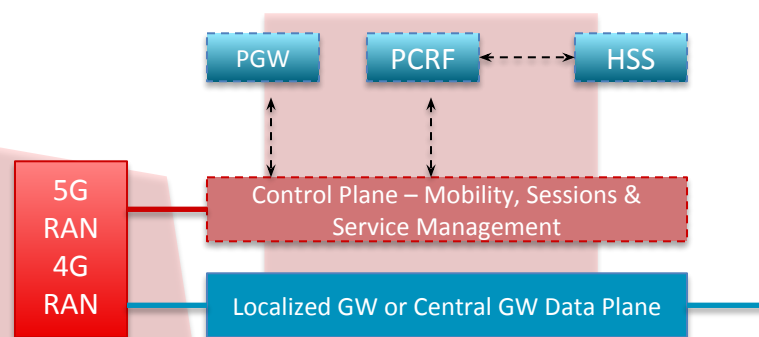 PGW
PCRF
HSS
5G
RAN
4G
RAN
Control Plane – Mobility, Sessions &
Service Management
Localized GW or Central GW Data Plane